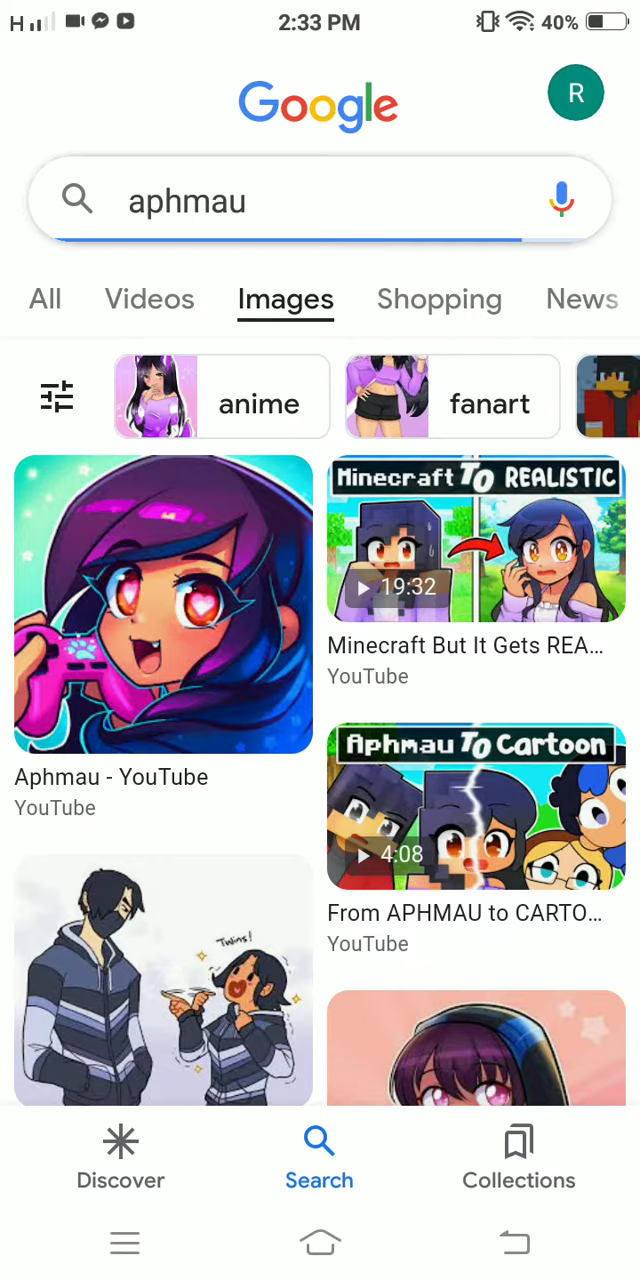 H
2:33 PM
40%
Google
R
aphmau
All Videos Images Shopping News
anime
fanart
Minecraft TO REALISTIC
19:32
Minecraft But It Gets REA...
YouTube
Aphmau TO Cartoon
4:08
Aphmau - YouTube
YouTube
From APHMAU to CARTO...
YouTube
Twins!
Discover
Search
Collections